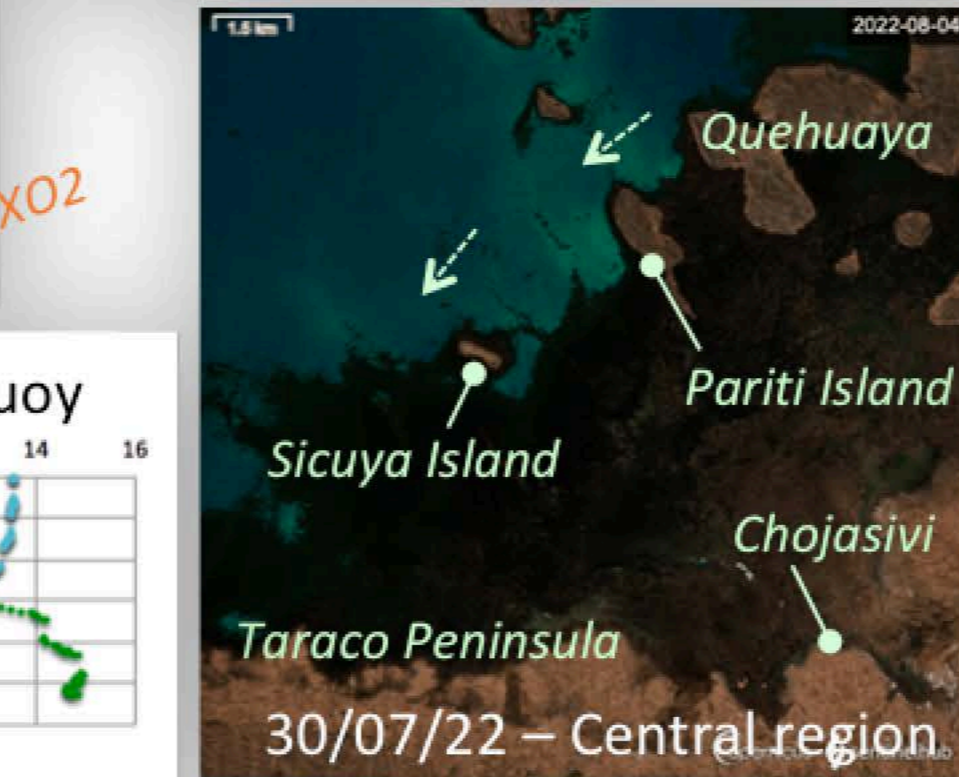 1.5 km
2022-08-04
Quehuaya
XO2
Pariti Island
uoy
14 16
Sicuya Island
Chojasivi
Taraco Peninsula
30/07/22 – Central region